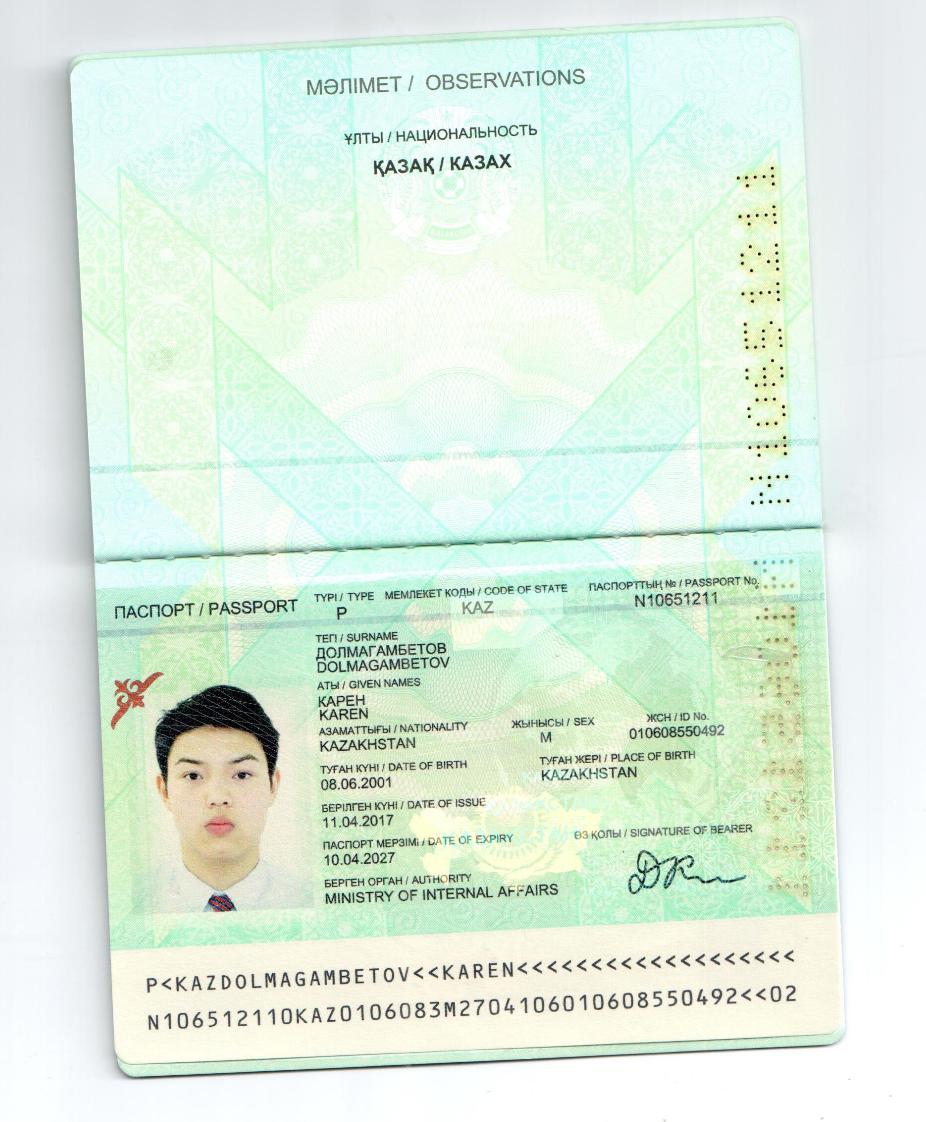 МӘЛІМЕТ / OBSERVATIONS
ҰЛТЫ / НАЦИОНАЛЬНОСТЬ
ҚАЗАҚ / КАЗАХ
N10651211
ПАСПОРТ / PASSPORT
ТҮРІ / TYPE
P
МЕМЛЕКЕТ КОДЫ / CODE OF STATE
KAZ
ПАСПОРТТЫҢ № / PASSPORT No.
N10651211
ТЕГІ / SURNAME
ДОЛМАГАМБЕТОВ
DOLMAGAMBETOV
АТЫ / GIVEN NAMES
КАРЕН
KAREN
АЗАМАТТЫҒЫ / NATIONALITY
KAZAKHSTAN
ЖЫНЫСЫ / SEX
M
ЖСН / ID No.
010608550492
ТУҒАН КҮНІ / DATE OF BIRTH
08.06.2001
ТУҒАН ЖЕРІ / PLACE OF BIRTH
KAZAKHSTAN
БЕРІЛГЕН КҮНІ / DATE OF ISSUE
11.04.2017
ПАСПОРТ МЕРЗІМІ / DATE OF EXPIRY
10.04.2027
ӨЗ ҚОЛЫ / SIGNATURE OF BEARER
БЕРГЕН ОРГАН / AUTHORITY
MINISTRY OF INTERNAL AFFAIRS
P<KAZDOLMAGAMBETOV<<KAREN<<<<<<<<<<<<<<<<<<<
N106512110KAZ0106083M2704106010608550492<<02